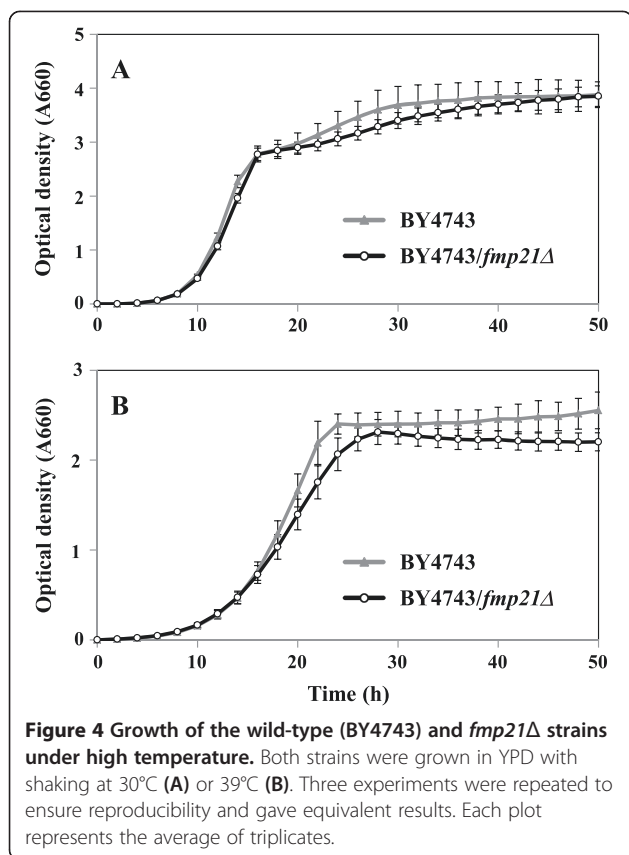 5
4
3
2
1
0
Optical density (A660)
A
BY4743
BY4743/fmp21Δ
0 10 20 30 40 50
3
2
1
0
Optical density (A660)
B
BY4743
BY4743/fmp21Δ
0 10 20 30 40 50
Time (h)
Figure 4 Growth of the wild-type (BY4743) and fmp21Δ strains
under high temperature. Both strains were grown in YPD with
shaking at 30°C (A) or 39°C (B). Three experiments were repeated to
ensure reproducibility and gave equivalent results. Each plot
represents the average of triplicates.